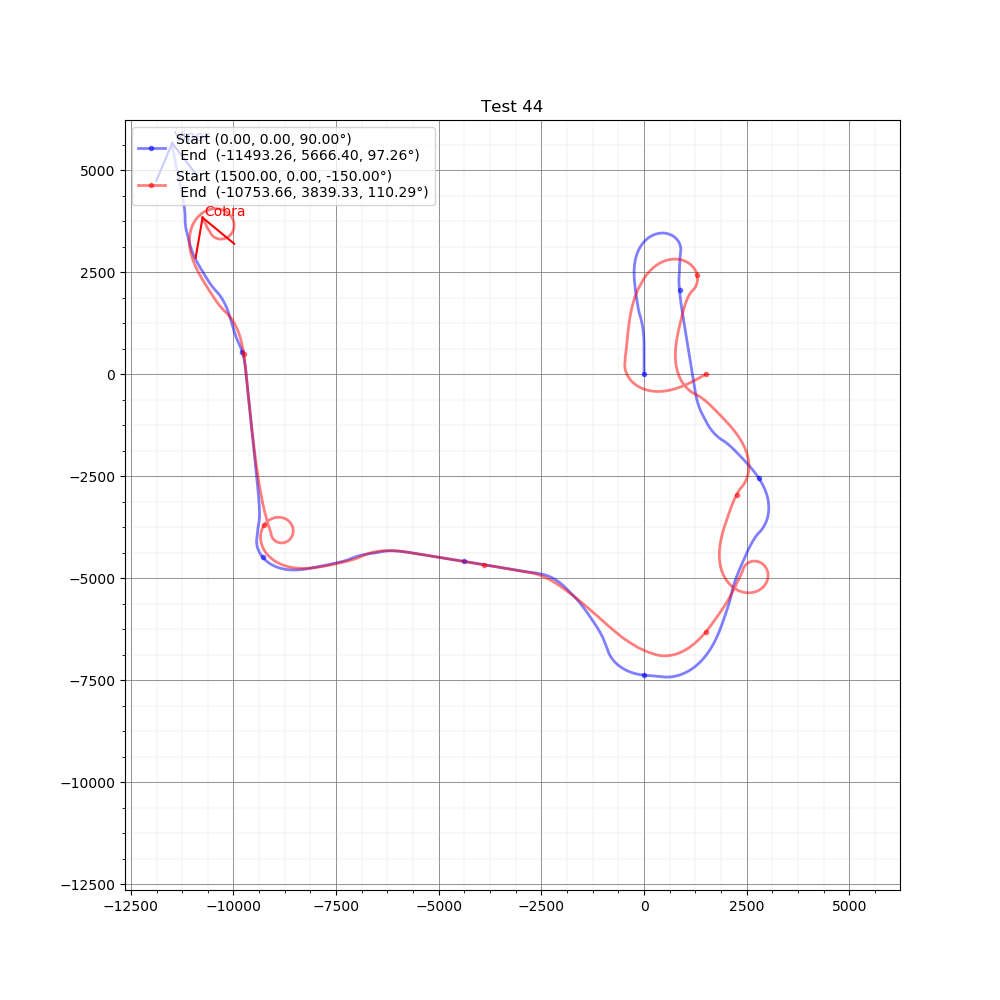 Test 44
Start (0.00, 0.00, 90.00°)
End (-11493.26, 5666.40, 97.26°)
Start (1500.00, 0.00, -150.00°)
End (-10753.66, 3839.33, 110.29°)
Cobra
5000
2500
0
−2500
−5000
−7500
−10000
−12500
−12500 −10000 −7500 −5000 −2500 0 2500 5000